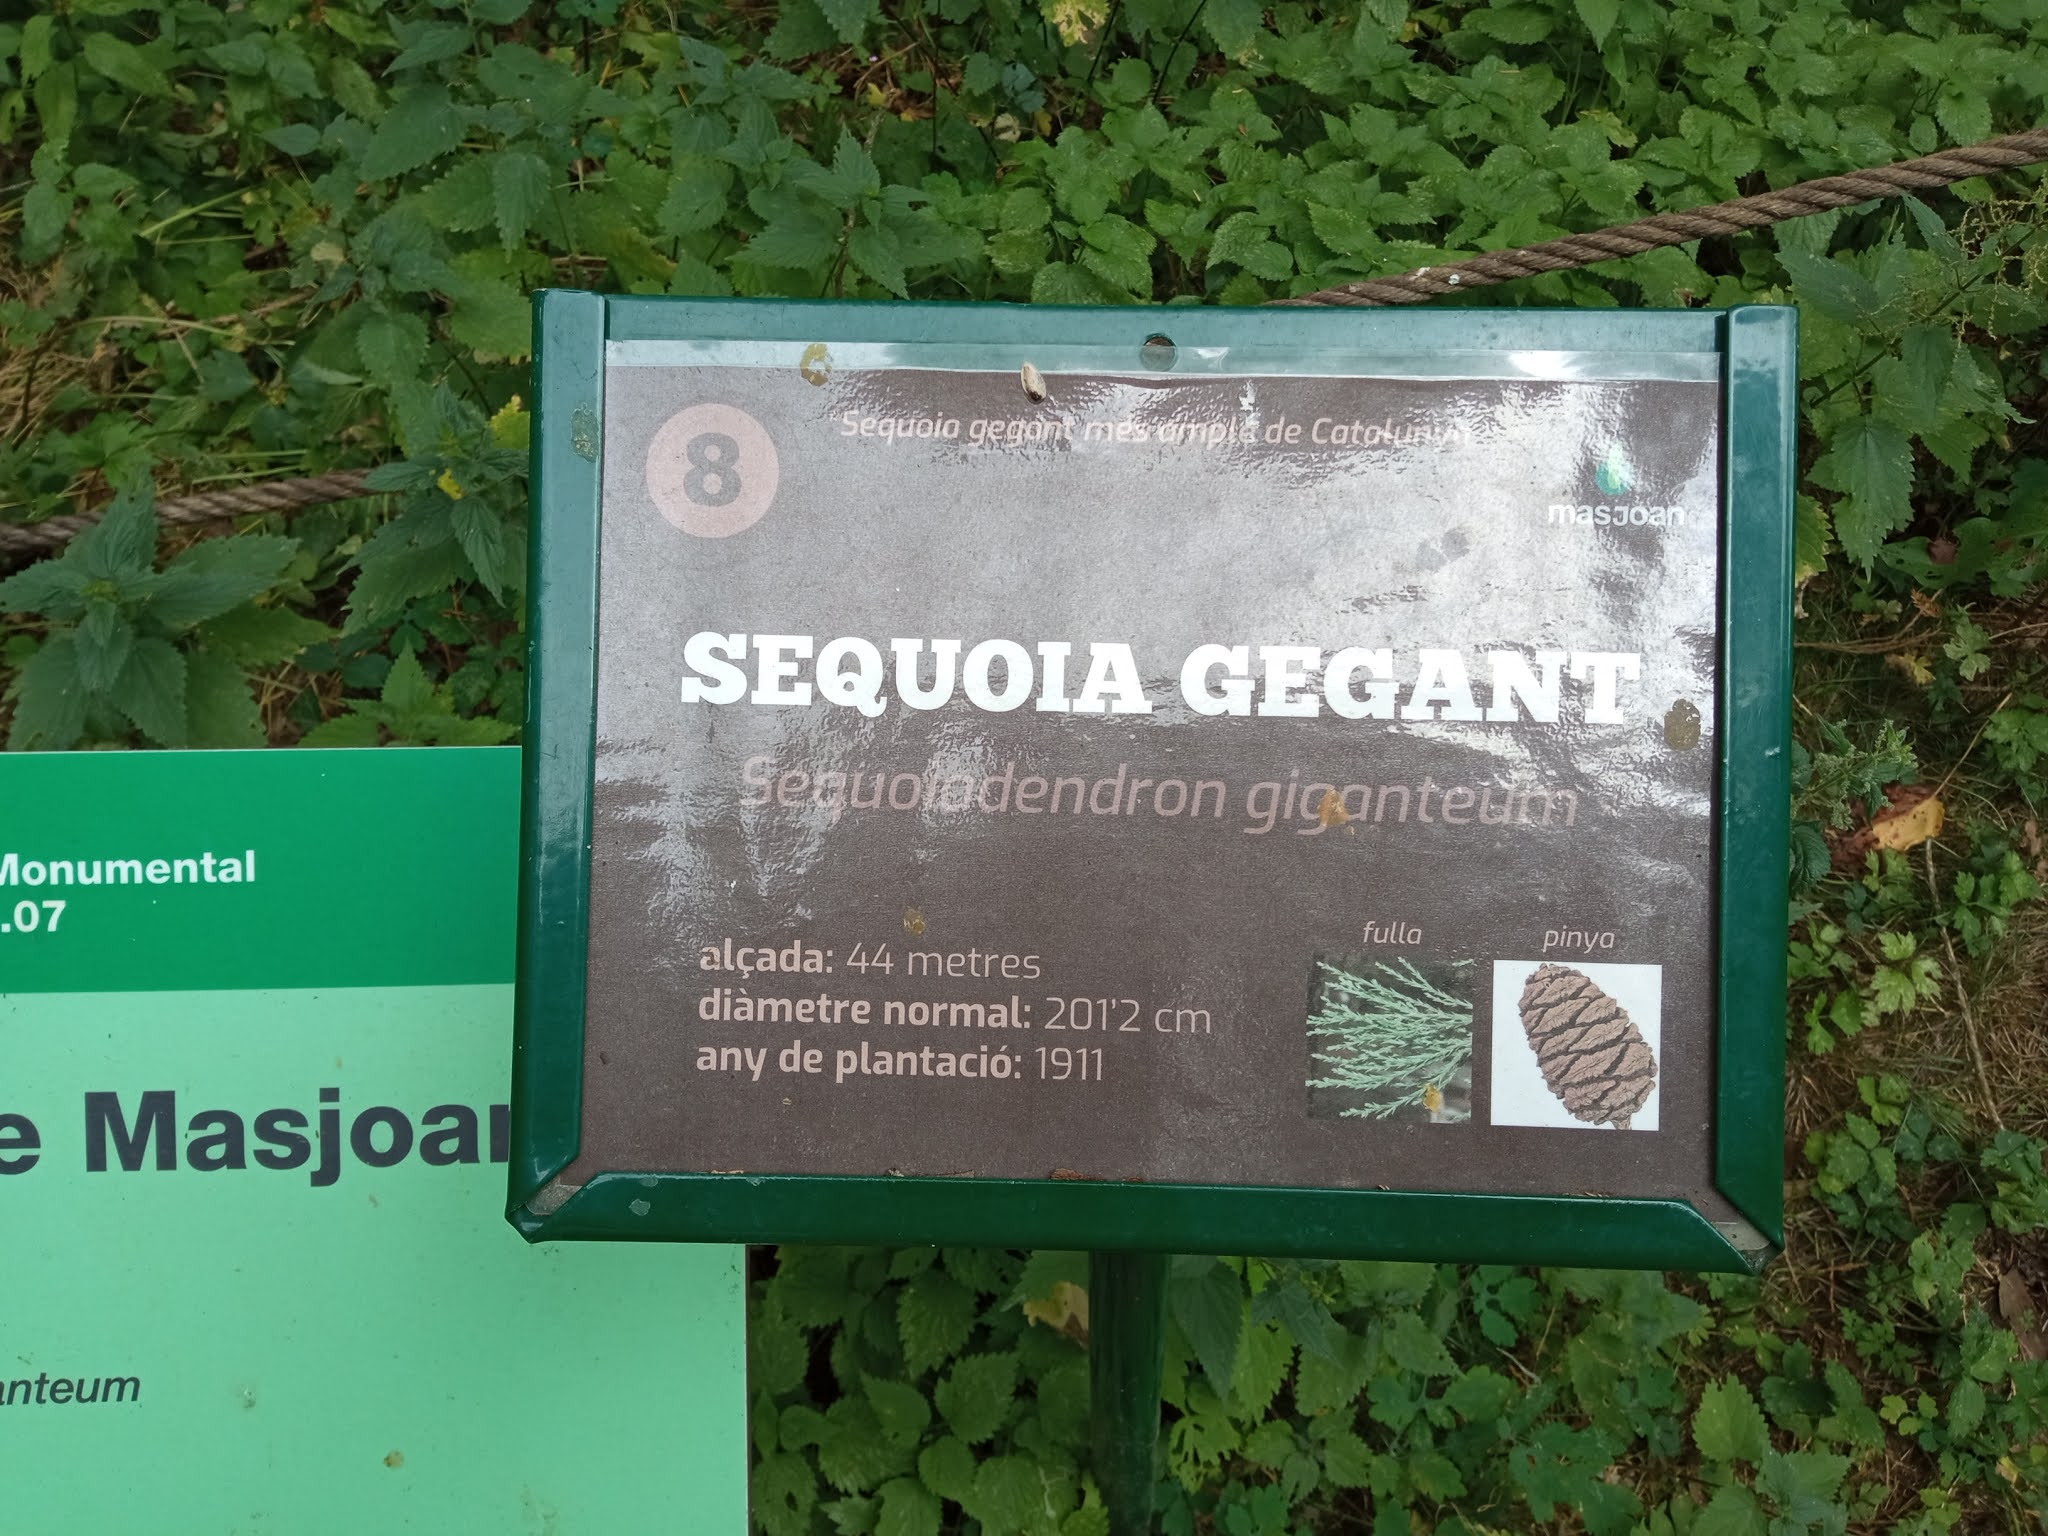 8
Sequoia gegant més ample de Catalunya
masjoan
SEQUOIA GEGANT
Sequoiadendron giganteum
fulla
pinya
alçada: 44 metres
diàmetre normal: 201'2 cm
any de plantació: 1911
Monumental
.07
e Masjoan
anteum